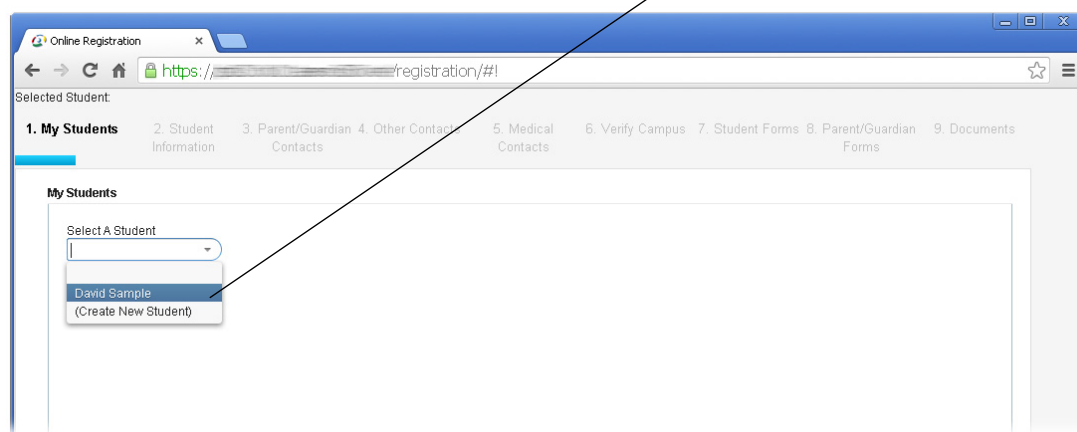 Online Registration
https:// /registration/#!
Selected Student:
1. My Students 2. Student Information 3. Parent/Guardian Contacts 4. Other Contacts 5. Medical Contacts 6. Verify Campus 7. Student Forms 8. Parent/Guardian Forms 9. Documents
My Students
Select A Student
David Sample
(Create New Student)